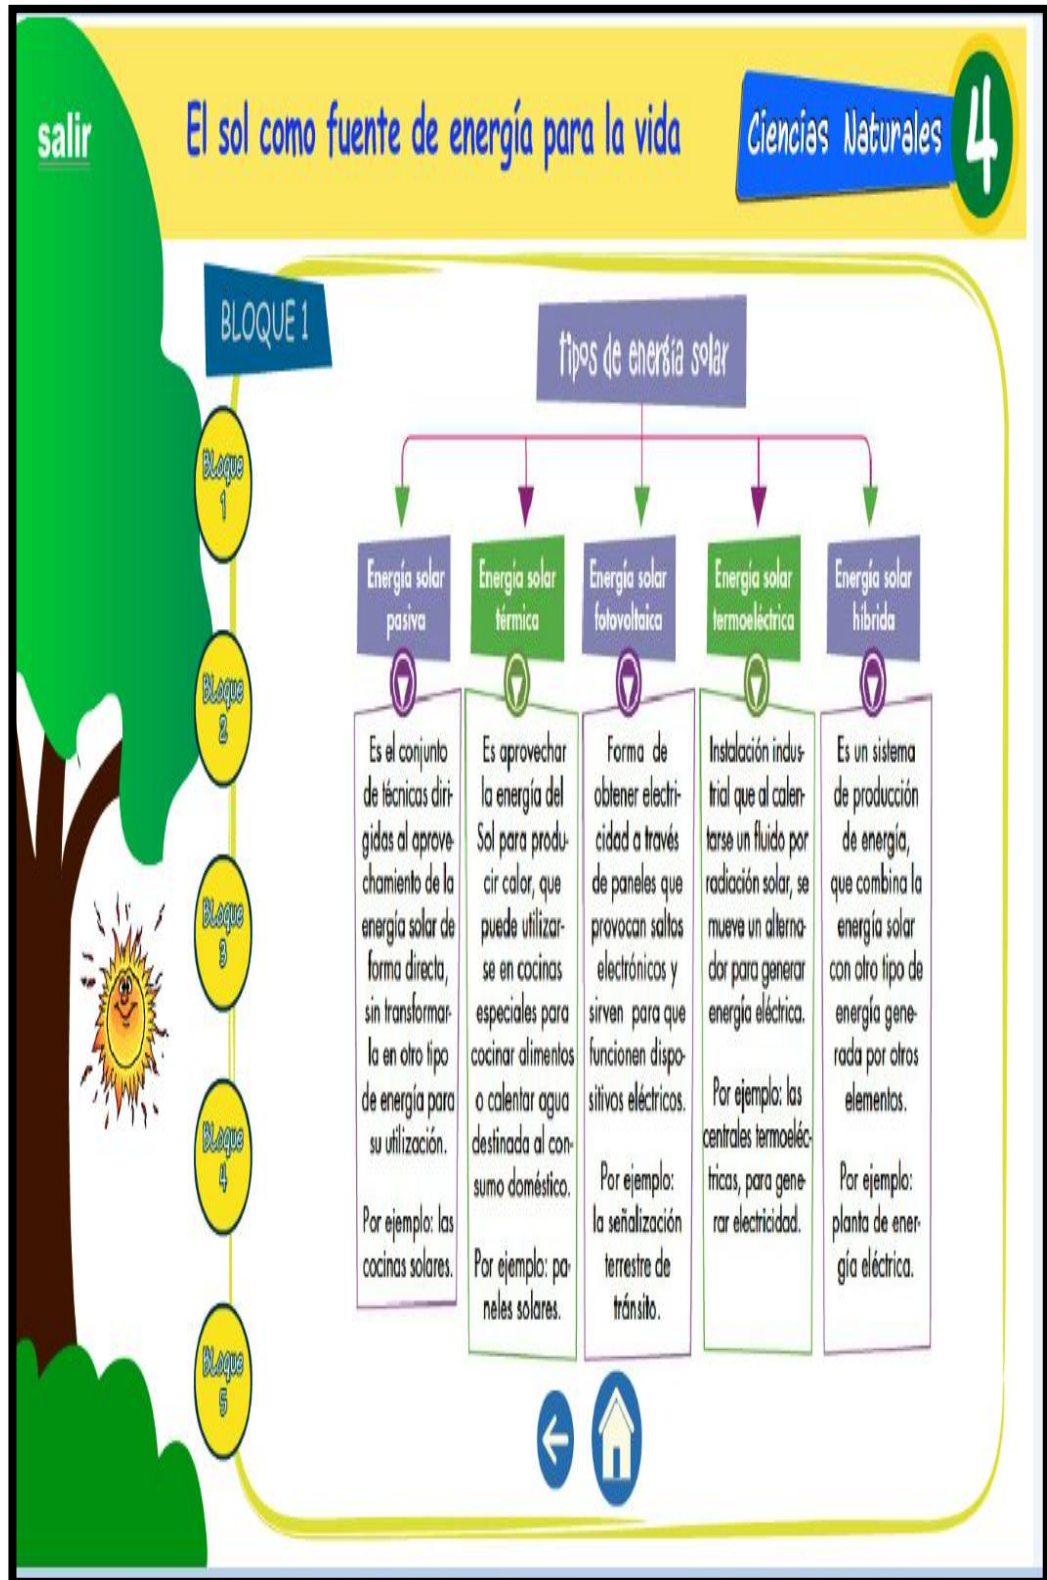 salir
El sol como fuente de energía para la vida
Ciencias Naturales
4
BLOQUE 1
Bloque
1
Bloque
2
Bloque
3
Bloque
4
Bloque
5
Tipos de energía solar
Energía solar
pasiva
Es el conjunto
de técnicas diri-
gidas al aprove-
chamiento de la
energía solar de
forma directa,
sin transformar-
la en otro tipo
de energía para
su utilización.
Por ejemplo: las
cocinas solares.
Energía solar
térmica
Es aprovechar
la energía del
Sol para produ-
cir calor, que
puede utilizar-
se en cocinas
especiales para
cocinar alimentos
o calentar agua
destinada al con-
sumo doméstico.
Por ejemplo: pa-
neles solares.
Energía solar
fotovoltaica
Forma de
obtener electri-
cidad a través
de paneles que
provocan saltos
electrónicos y
sirven para que
funcionen dispo-
sitivos eléctricos.
Por ejemplo:
la señalización
terrestre de
tránsito.
Energía solar
termoeléctrica
Instalación indus-
trial que al calen-
tarse un fluido por
radiación solar, se
mueve un alterna-
dor para generar
energía eléctrica.
Por ejemplo: las
centrales termoeléc-
tricas, para gene-
rar electricidad.
Energía solar
híbrida
Es un sistema
de producción
de energía,
que combina la
energía solar
con otro tipo de
energía gene-
rada por otros
elementos.
Por ejemplo:
planta de ener-
gía eléctrica.